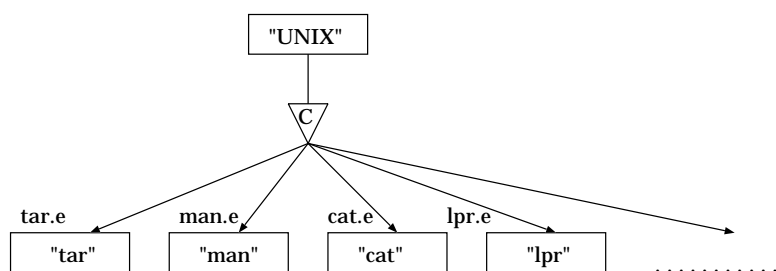 "UNIX"
C
tar.e man.e cat.e lpr.e
"tar" "man" "cat" "lpr" ............